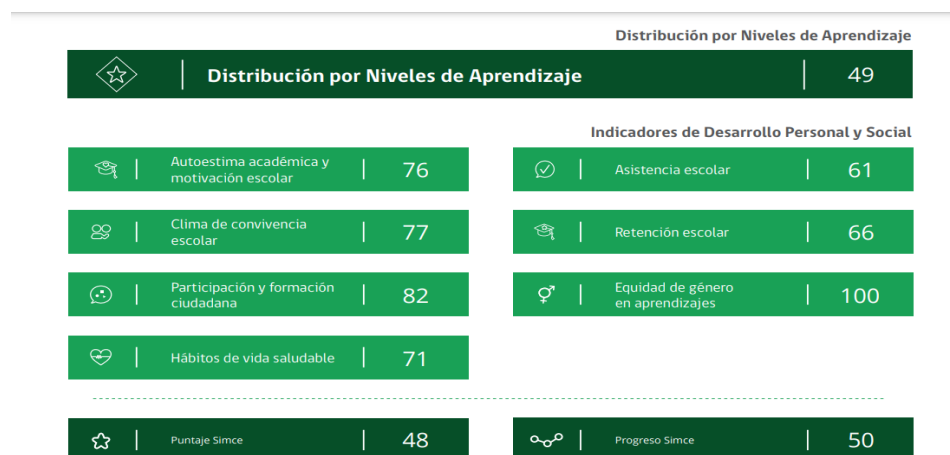 Distribución por Niveles de Aprendizaje
Distribución por Niveles de Aprendizaje 49
Indicadores de Desarrollo Personal y Social
Autoestima académica y
motivación escolar
76
Asistencia escolar 61
Clima de convivencia
escolar
77
Retención escolar 66
Participación y formación
ciudadana
82
Equidad de género
en aprendizajes
100
Hábitos de vida saludable 71
Puntaje Simce 48
Progreso Simce 50